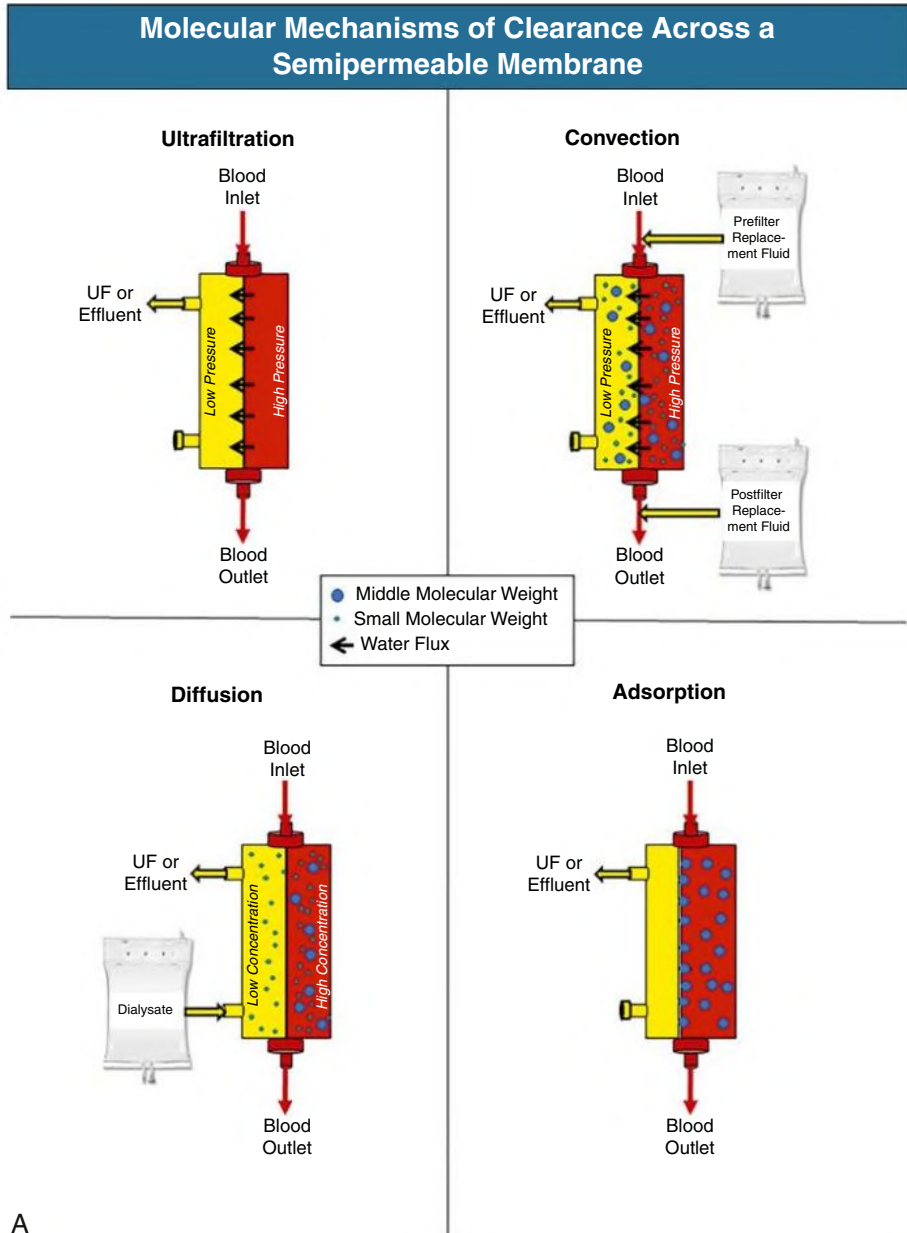 Molecular Mechanisms of Clearance Across a
Semipermeable Membrane
Ultrafiltration
Blood
Inlet
UF or
Effluent
Low Pressure
High Pressure
Blood
Outlet
Convection
Blood
Inlet
Prefilter
Replace-
ment Fluid
UF or
Effluent
Low Pressure
High Pressure
Postfilter
Replace-
ment Fluid
Blood
Outlet
Middle Molecular Weight
Small Molecular Weight
Water Flux
Diffusion
Blood
Inlet
UF or
Effluent
Low Concentration
High Concentration
Dialysate
Blood
Outlet
Adsorption
Blood
Inlet
UF or
Effluent
Blood
Outlet
A